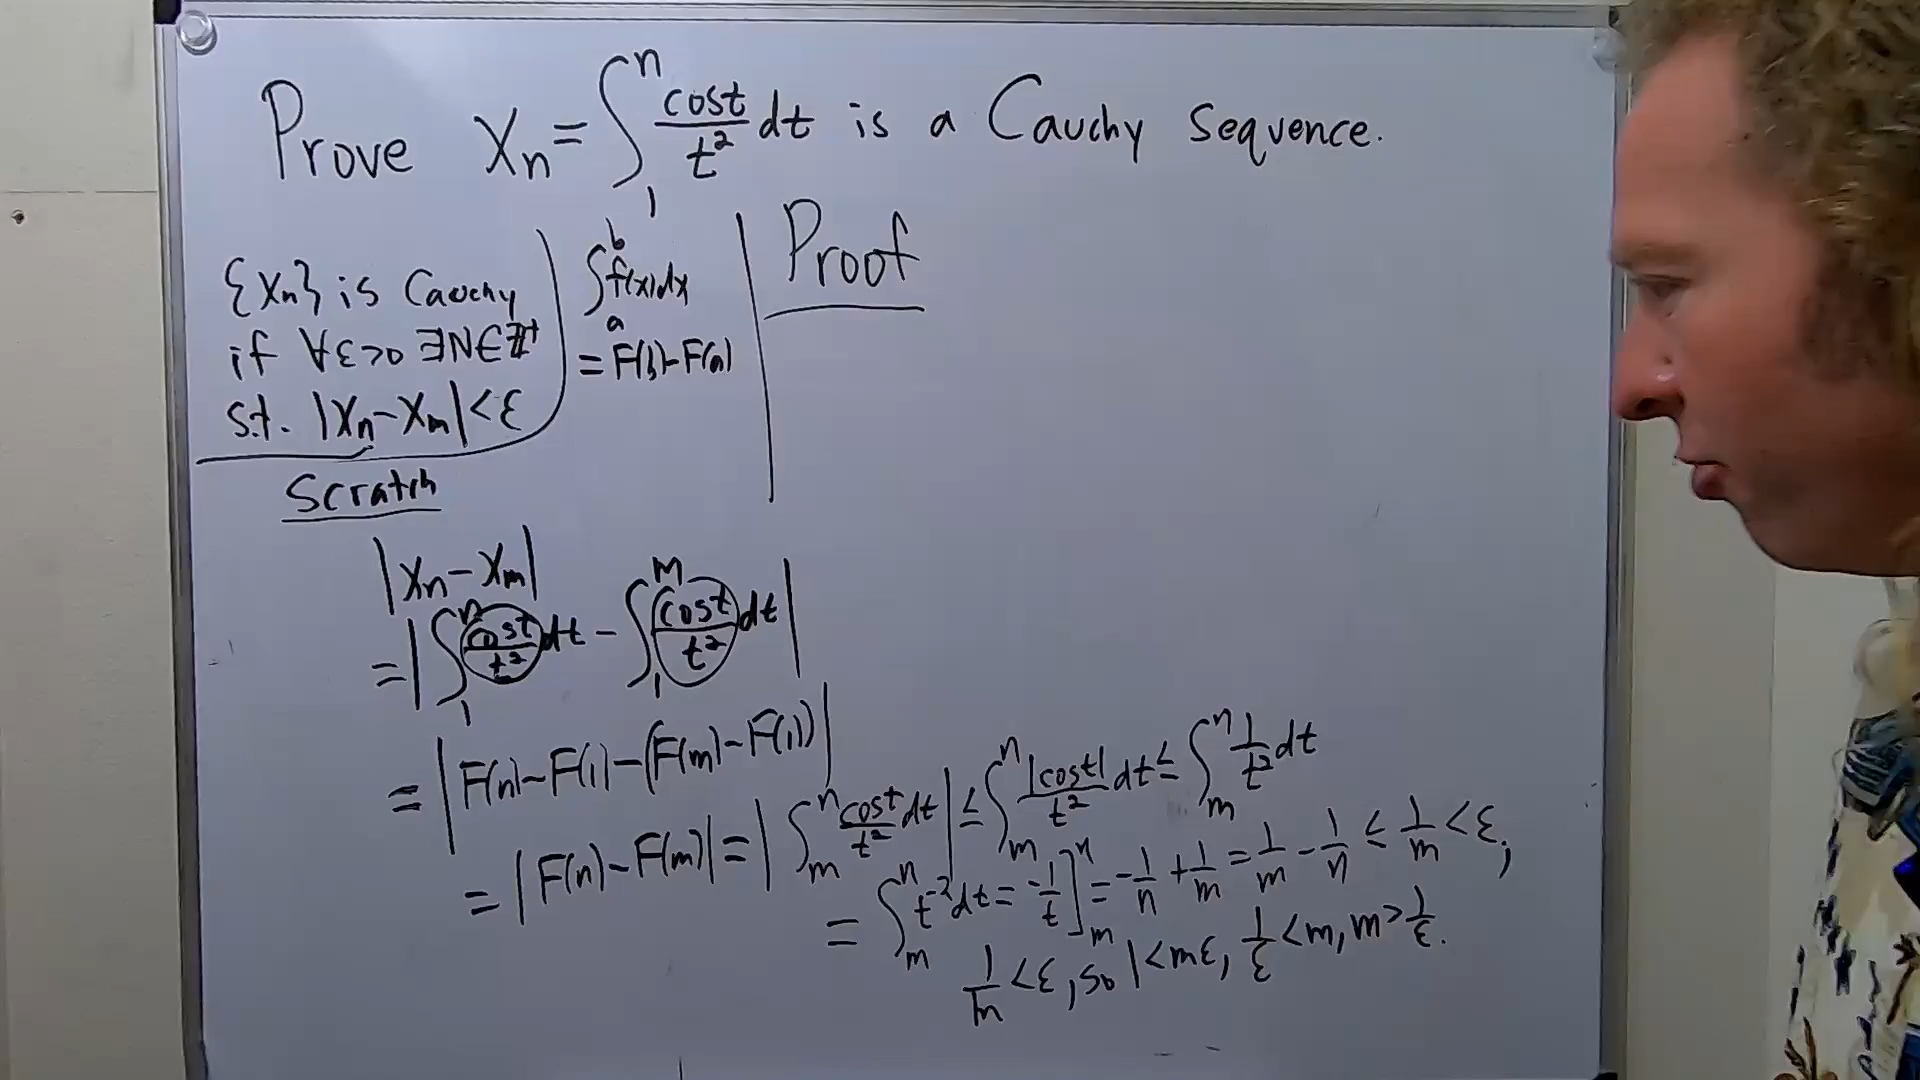 Prove Xn = ∫₁ⁿ cost/t² dt is a Cauchy Sequence.
{Xn} is Cauchy
if ∀ε>0 ∃N∈ℤ⁺
s.t. |Xn-Xm|<ε
∫ₐᵇ f(x)dx
= F(b)-F(a)
Proof
Scratch
|Xn-Xm|
= |∫₁ⁿ cost/t² dt - ∫₁ᵐ cost/t² dt|
= |F(n)-F(1)-(F(m)-F(1))|
= |F(n)-F(m)| = |∫ₘⁿ cost/t² dt| ≤ ∫ₘⁿ |cost|/t² dt ≤ ∫ₘⁿ 1/t² dt
= ∫ₘⁿ t⁻²dt = -1/t]ₘⁿ = -1/n + 1/m = 1/m - 1/n ≤ 1/m < ε,
1/m < ε, so 1 < mε, 1/ε < m, m > 1/ε.